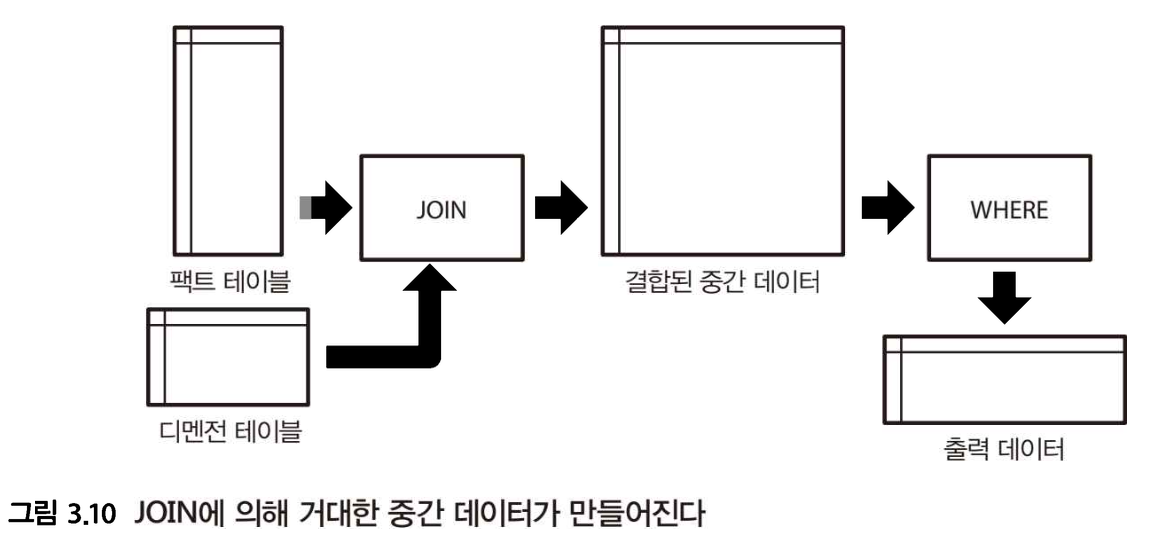 팩트 테이블
JOIN
결합된 중간 데이터
WHERE
디멘전 테이블
출력 데이터
그림 3.10 JOIN에 의해 거대한 중간 데이터가 만들어진다